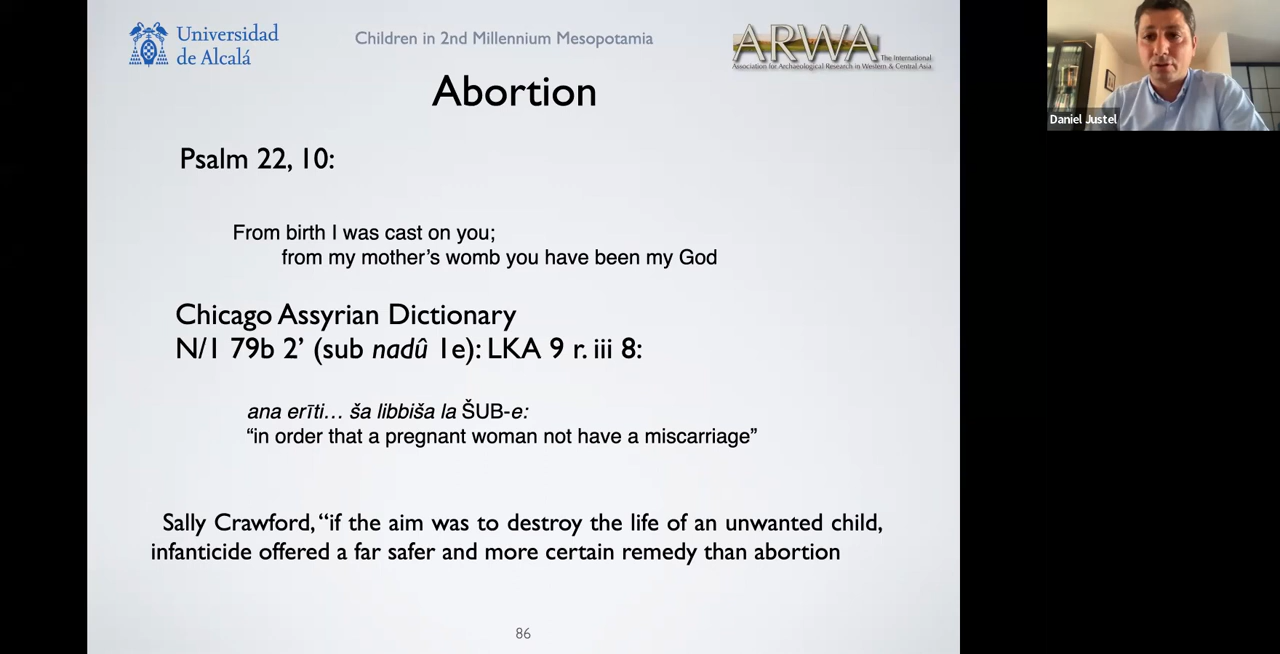 Universidad
de Alcalá
Children in 2nd Millennium Mesopotamia
ARWA
The International
Association for Archaeological Research in Western & Central Asia
Daniel Justel
Abortion
Psalm 22, 10:
From birth I was cast on you;
from my mother’s womb you have been my God
Chicago Assyrian Dictionary
N/1 79b 2’ (sub nadû 1e): LKA 9 r. iii 8:
ana erīti… ša libbiša la ŠUB-e:
“in order that a pregnant woman not have a miscarriage”
Sally Crawford, “if the aim was to destroy the life of an unwanted child,
infanticide offered a far safer and more certain remedy than abortion
86